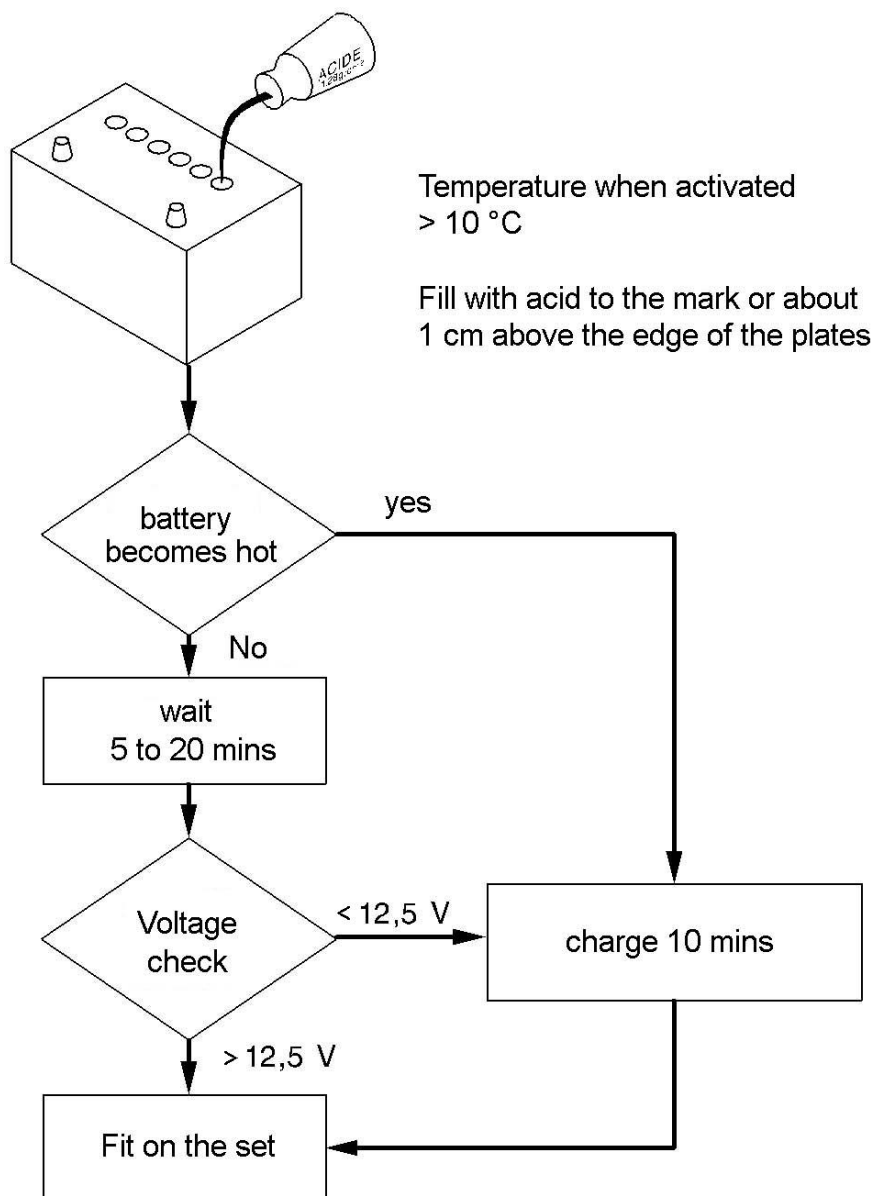 ACIDE
Temperature when activated
> 10 °C
Fill with acid to the mark or about
1 cm above the edge of the plates
battery
becomes hot
yes
No
wait
5 to 20 mins
Voltage
check
< 12,5 V
charge 10 mins
> 12,5 V
Fit on the set